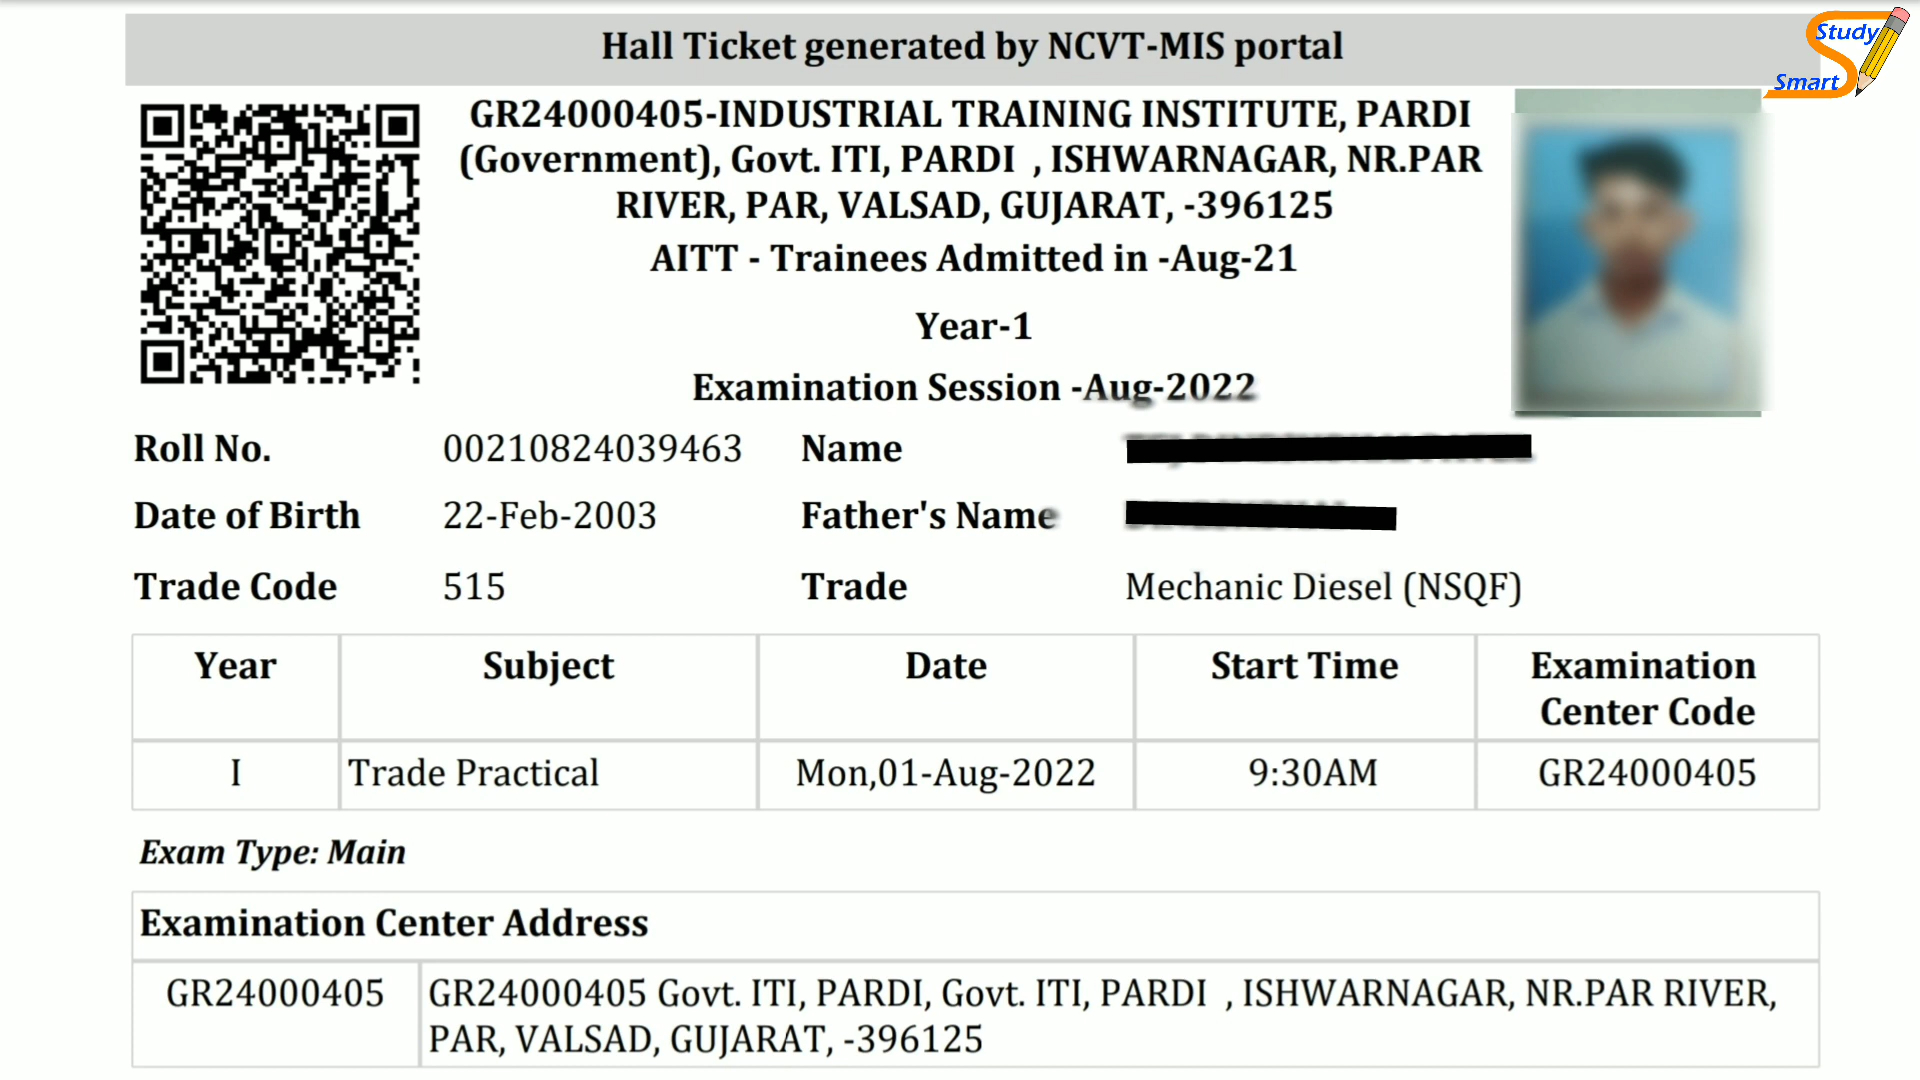 Hall Ticket generated by NCVT-MIS portal
Study
Smart
GR24000405-INDUSTRIAL TRAINING INSTITUTE, PARDI
(Government), Govt. ITI, PARDI , ISHWARNAGAR, NR.PAR
RIVER, PAR, VALSAD, GUJARAT, -396125
AITT - Trainees Admitted in -Aug-21
Year-1
Examination Session -Aug-2022
Roll No. 00210824039463 Name
Date of Birth 22-Feb-2003 Father's Name
Trade Code 515 Trade Mechanic Diesel (NSQF)
Year Subject Date Start Time Examination
Center Code
I Trade Practical Mon,01-Aug-2022 9:30AM GR24000405
Exam Type: Main
Examination Center Address
GR24000405 GR24000405 Govt. ITI, PARDI, Govt. ITI, PARDI , ISHWARNAGAR, NR.PAR RIVER,
PAR, VALSAD, GUJARAT, -396125